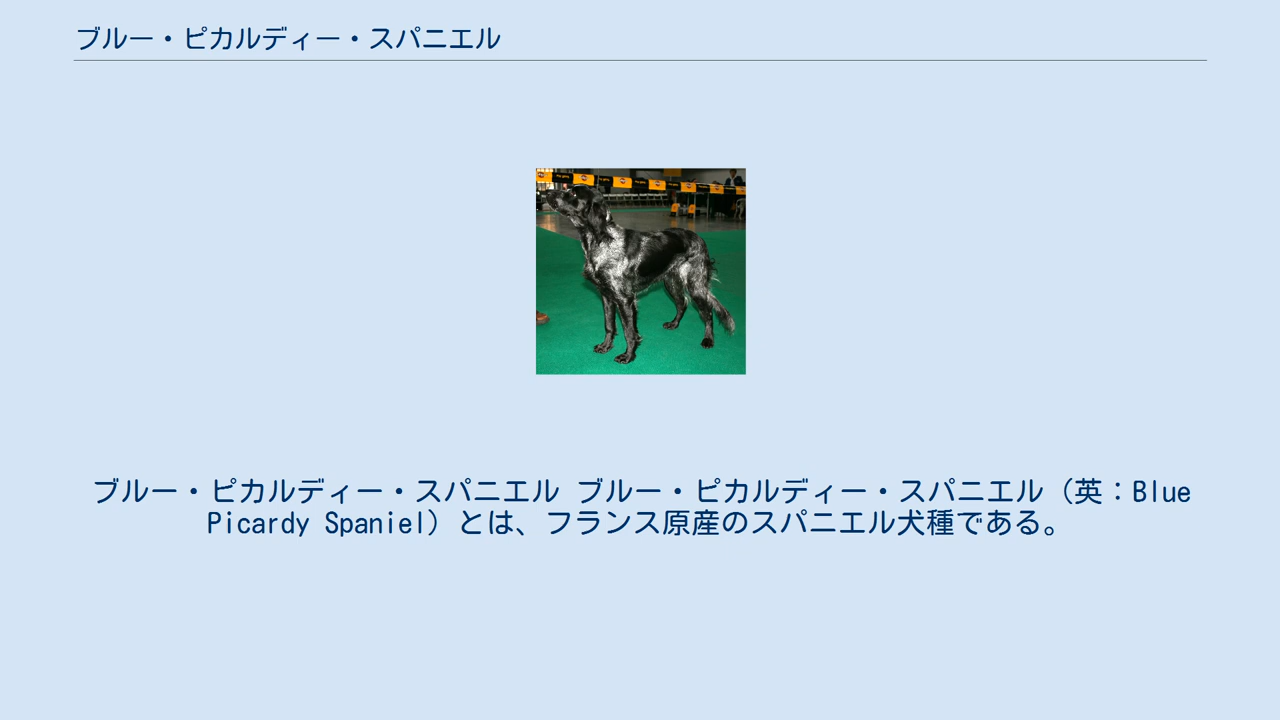 ブルー・ピカルディー・スパニエル
ブルー・ピカルディー・スパニエル ブルー・ピカルディー・スパニエル（英：Blue
Picardy Spaniel）とは、フランス原産のスパニエル犬種である。